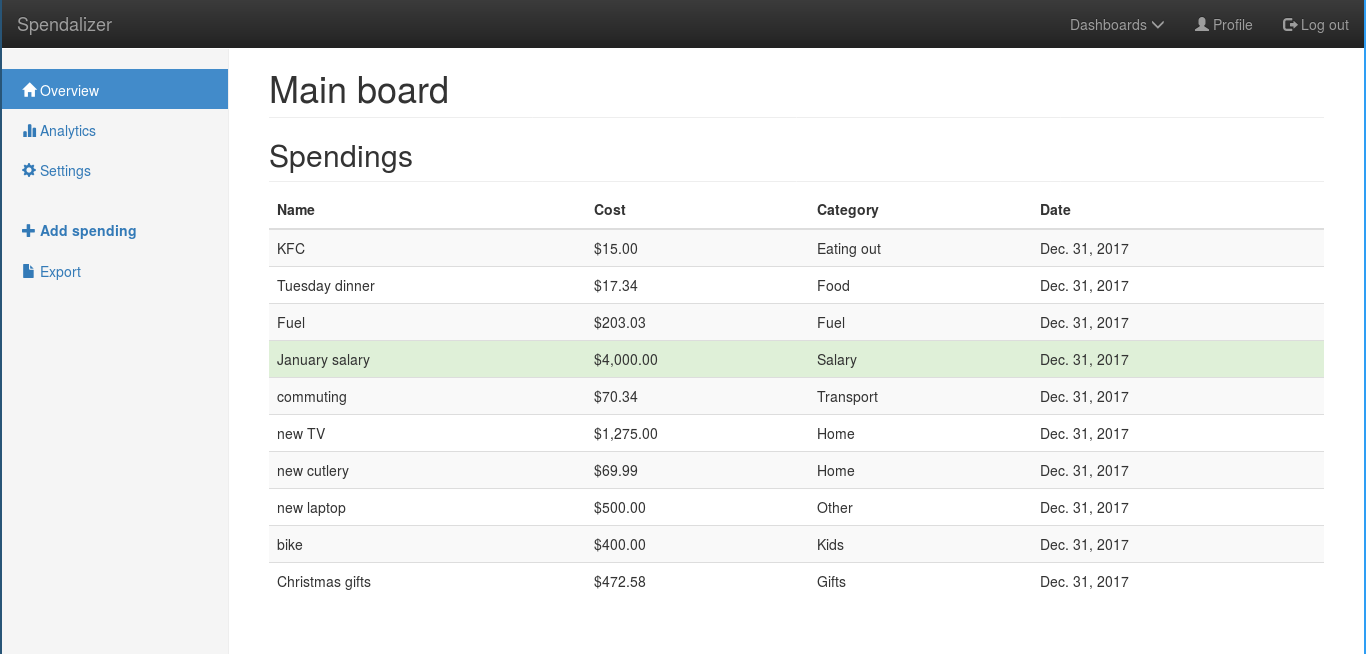 Spendalizer Dashboards Profile Log out
Overview
Analytics
Settings
Add spending
Export
Main board
Spendings
Name Cost Category Date
KFC $15.00 Eating out Dec. 31, 2017
Tuesday dinner $17.34 Food Dec. 31, 2017
Fuel $203.03 Fuel Dec. 31, 2017
January salary $4,000.00 Salary Dec. 31, 2017
commuting $70.34 Transport Dec. 31, 2017
new TV $1,275.00 Home Dec. 31, 2017
new cutlery $69.99 Home Dec. 31, 2017
new laptop $500.00 Other Dec. 31, 2017
bike $400.00 Kids Dec. 31, 2017
Christmas gifts $472.58 Gifts Dec. 31, 2017